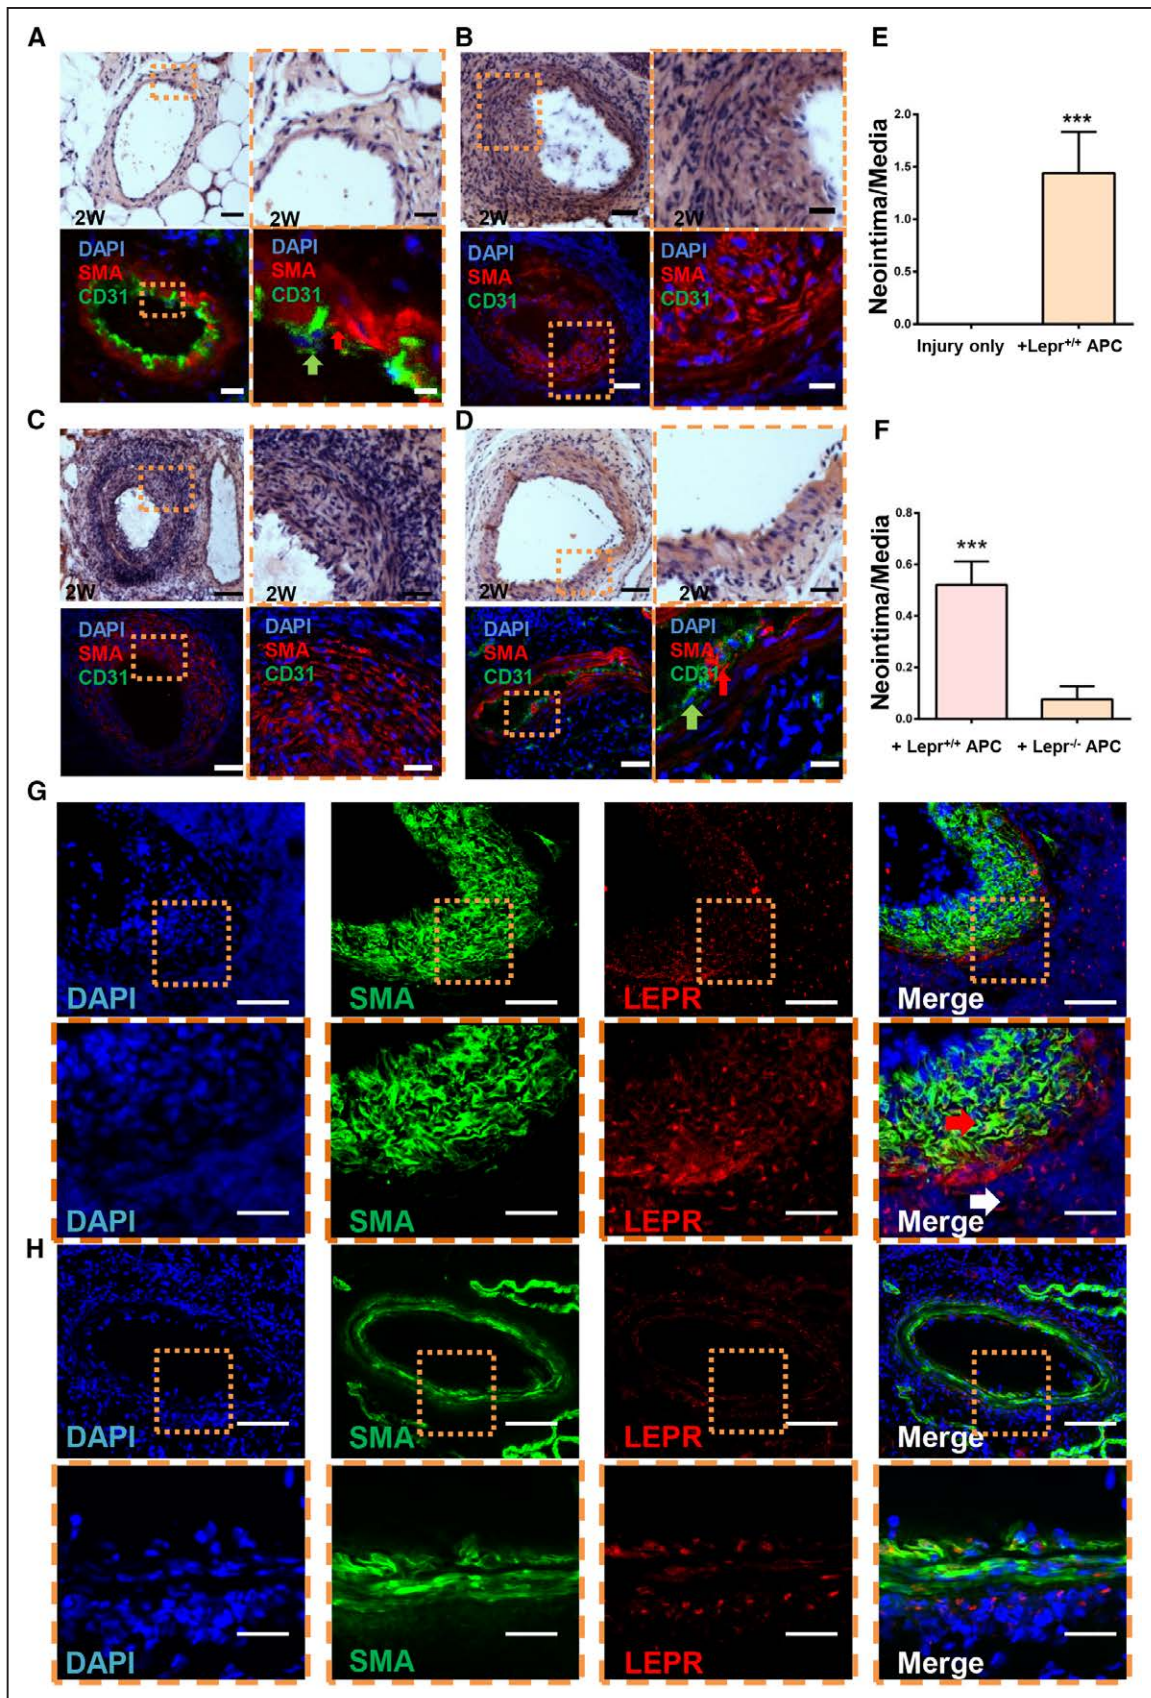 A
2W
2W
DAPI
SMA
CD31
DAPI
SMA
CD31
B
2W
2W
DAPI
SMA
CD31
DAPI
SMA
CD31
E
Neointima/Media
2.0
1.5
1.0
0.5
0.0
***
Injury only +Lepr+/+ APC
C
2W
2W
DAPI
SMA
CD31
DAPI
SMA
CD31
D
2W
2W
DAPI
SMA
CD31
DAPI
SMA
CD31
F
Neointima/Media
0.8
0.6
0.4
0.2
0.0
***
+ Lepr+/+ APC + Lepr-/- APC
G
DAPI SMA LEPR Merge
DAPI SMA LEPR Merge
H
DAPI SMA LEPR Merge
DAPI SMA LEPR Merge